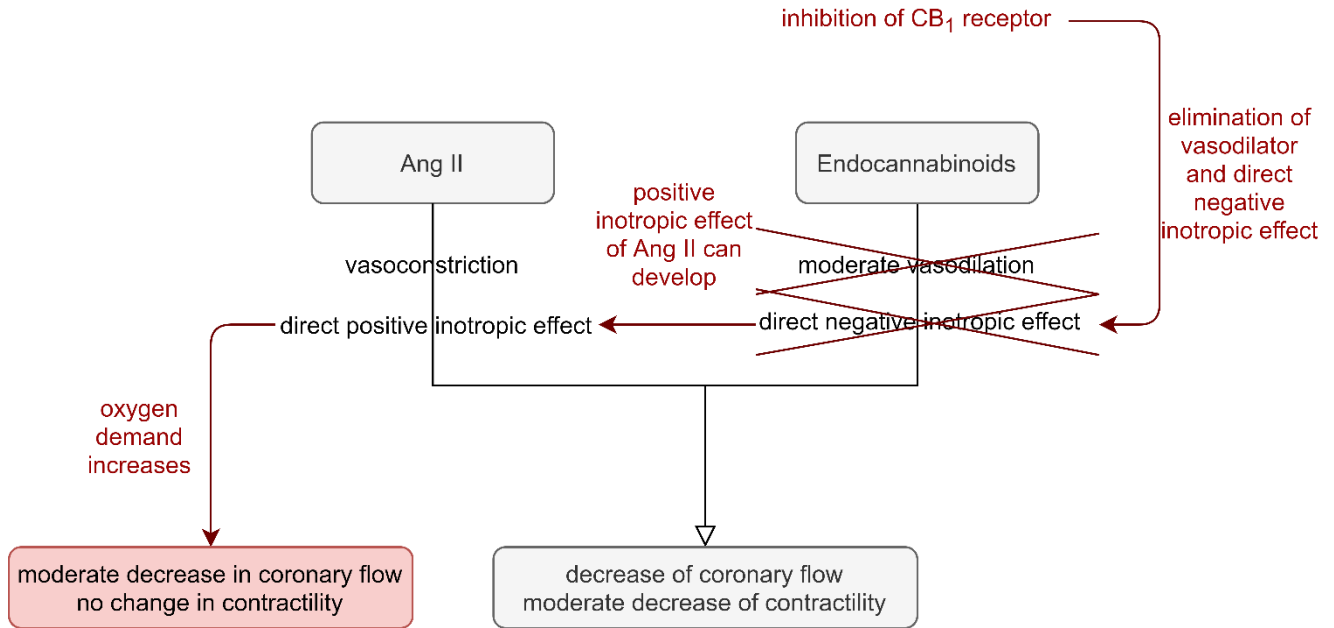 inhibition of CB₁ receptor
elimination of
vasodilator
and direct
negative
inotropic effect
Ang II
Endocannabinoids
positive
inotropic effect
of Ang II can
develop
vasoconstriction
moderate vasodilation
direct positive inotropic effect
direct negative inotropic effect
oxygen
demand
increases
moderate decrease in coronary flow
no change in contractility
decrease of coronary flow
moderate decrease of contractility